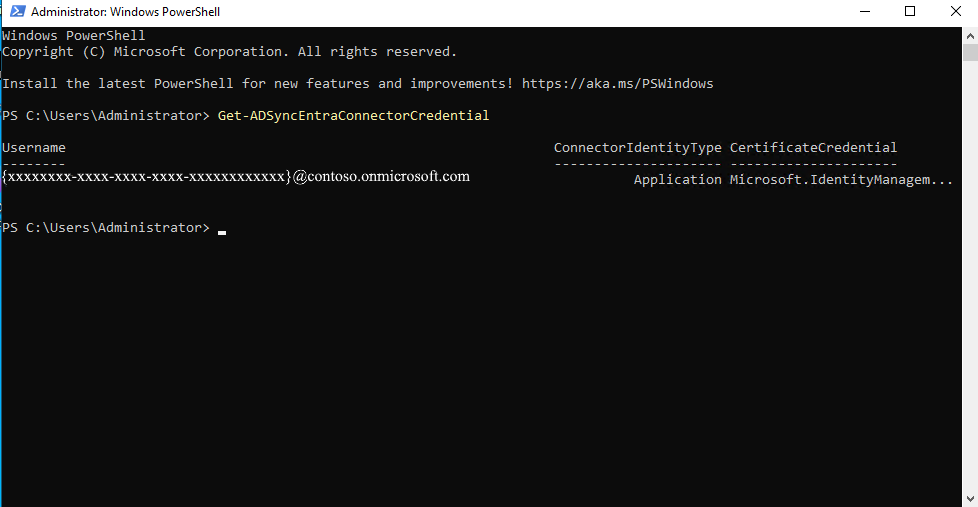 Administrator: Windows PowerShell
Windows PowerShell
Copyright (C) Microsoft Corporation. All rights reserved.
Install the latest PowerShell for new features and improvements! https://aka.ms/PSWindows
PS C:\Users\Administrator> Get-ADSyncEntraConnectorCredential
Username ConnectorIdentityType CertificateCredential
-------- --------------------- ---------------------
{xxxxxxxx-xxxx-xxxx-xxxx-xxxxxxxxxxxx}@contoso.onmicrosoft.com Application Microsoft.IdentityManagem...
PS C:\Users\Administrator>